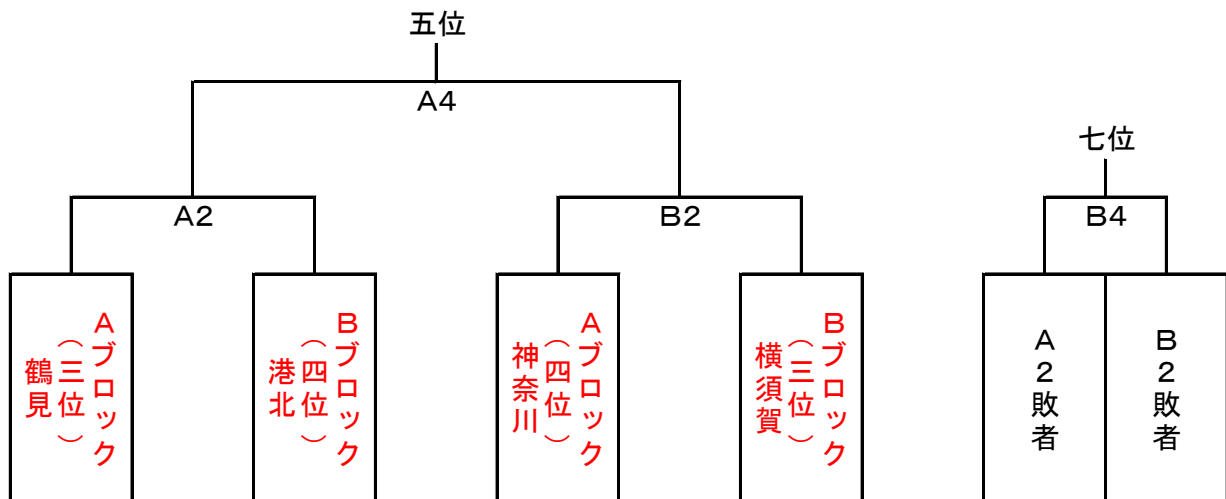 五位
A4
七位
A2
B2
B4
Aブロック
(三位)
鶴見
Bブロック
(四位)
港北
Aブロック
(四位)
神奈川
Bブロック
(三位)
横須賀
A2敗者
B2敗者